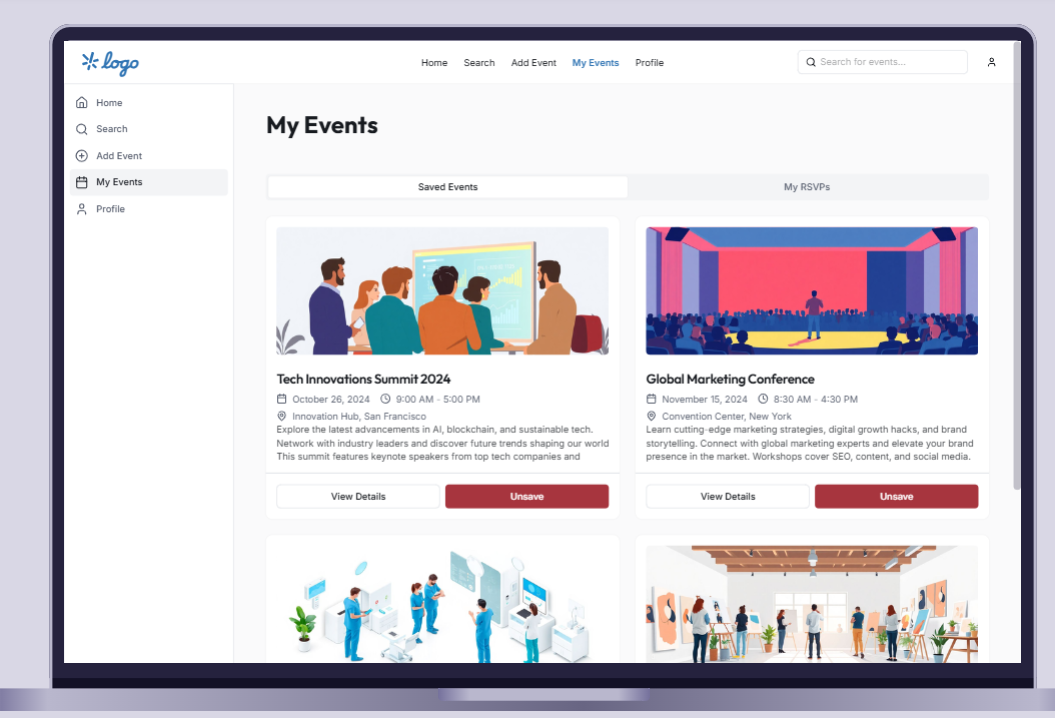 logo
Home Search Add Event My Events Profile
Search for events...
Home
Search
Add Event
My Events
Profile
My Events
Saved Events
My RSVPs
Tech Innovations Summit 2024
October 26, 2024 9:00 AM - 5:00 PM
Innovation Hub, San Francisco
Explore the latest advancements in AI, blockchain, and sustainable tech.
Network with industry leaders and discover future trends shaping our world
This summit features keynote speakers from top tech companies and
View Details
Unsave
Global Marketing Conference
November 15, 2024 8:30 AM - 4:30 PM
Convention Center, New York
Learn cutting-edge marketing strategies, digital growth hacks, and brand
storytelling. Connect with global marketing experts and elevate your brand
presence in the market. Workshops cover SEO, content, and social media.
View Details
Unsave